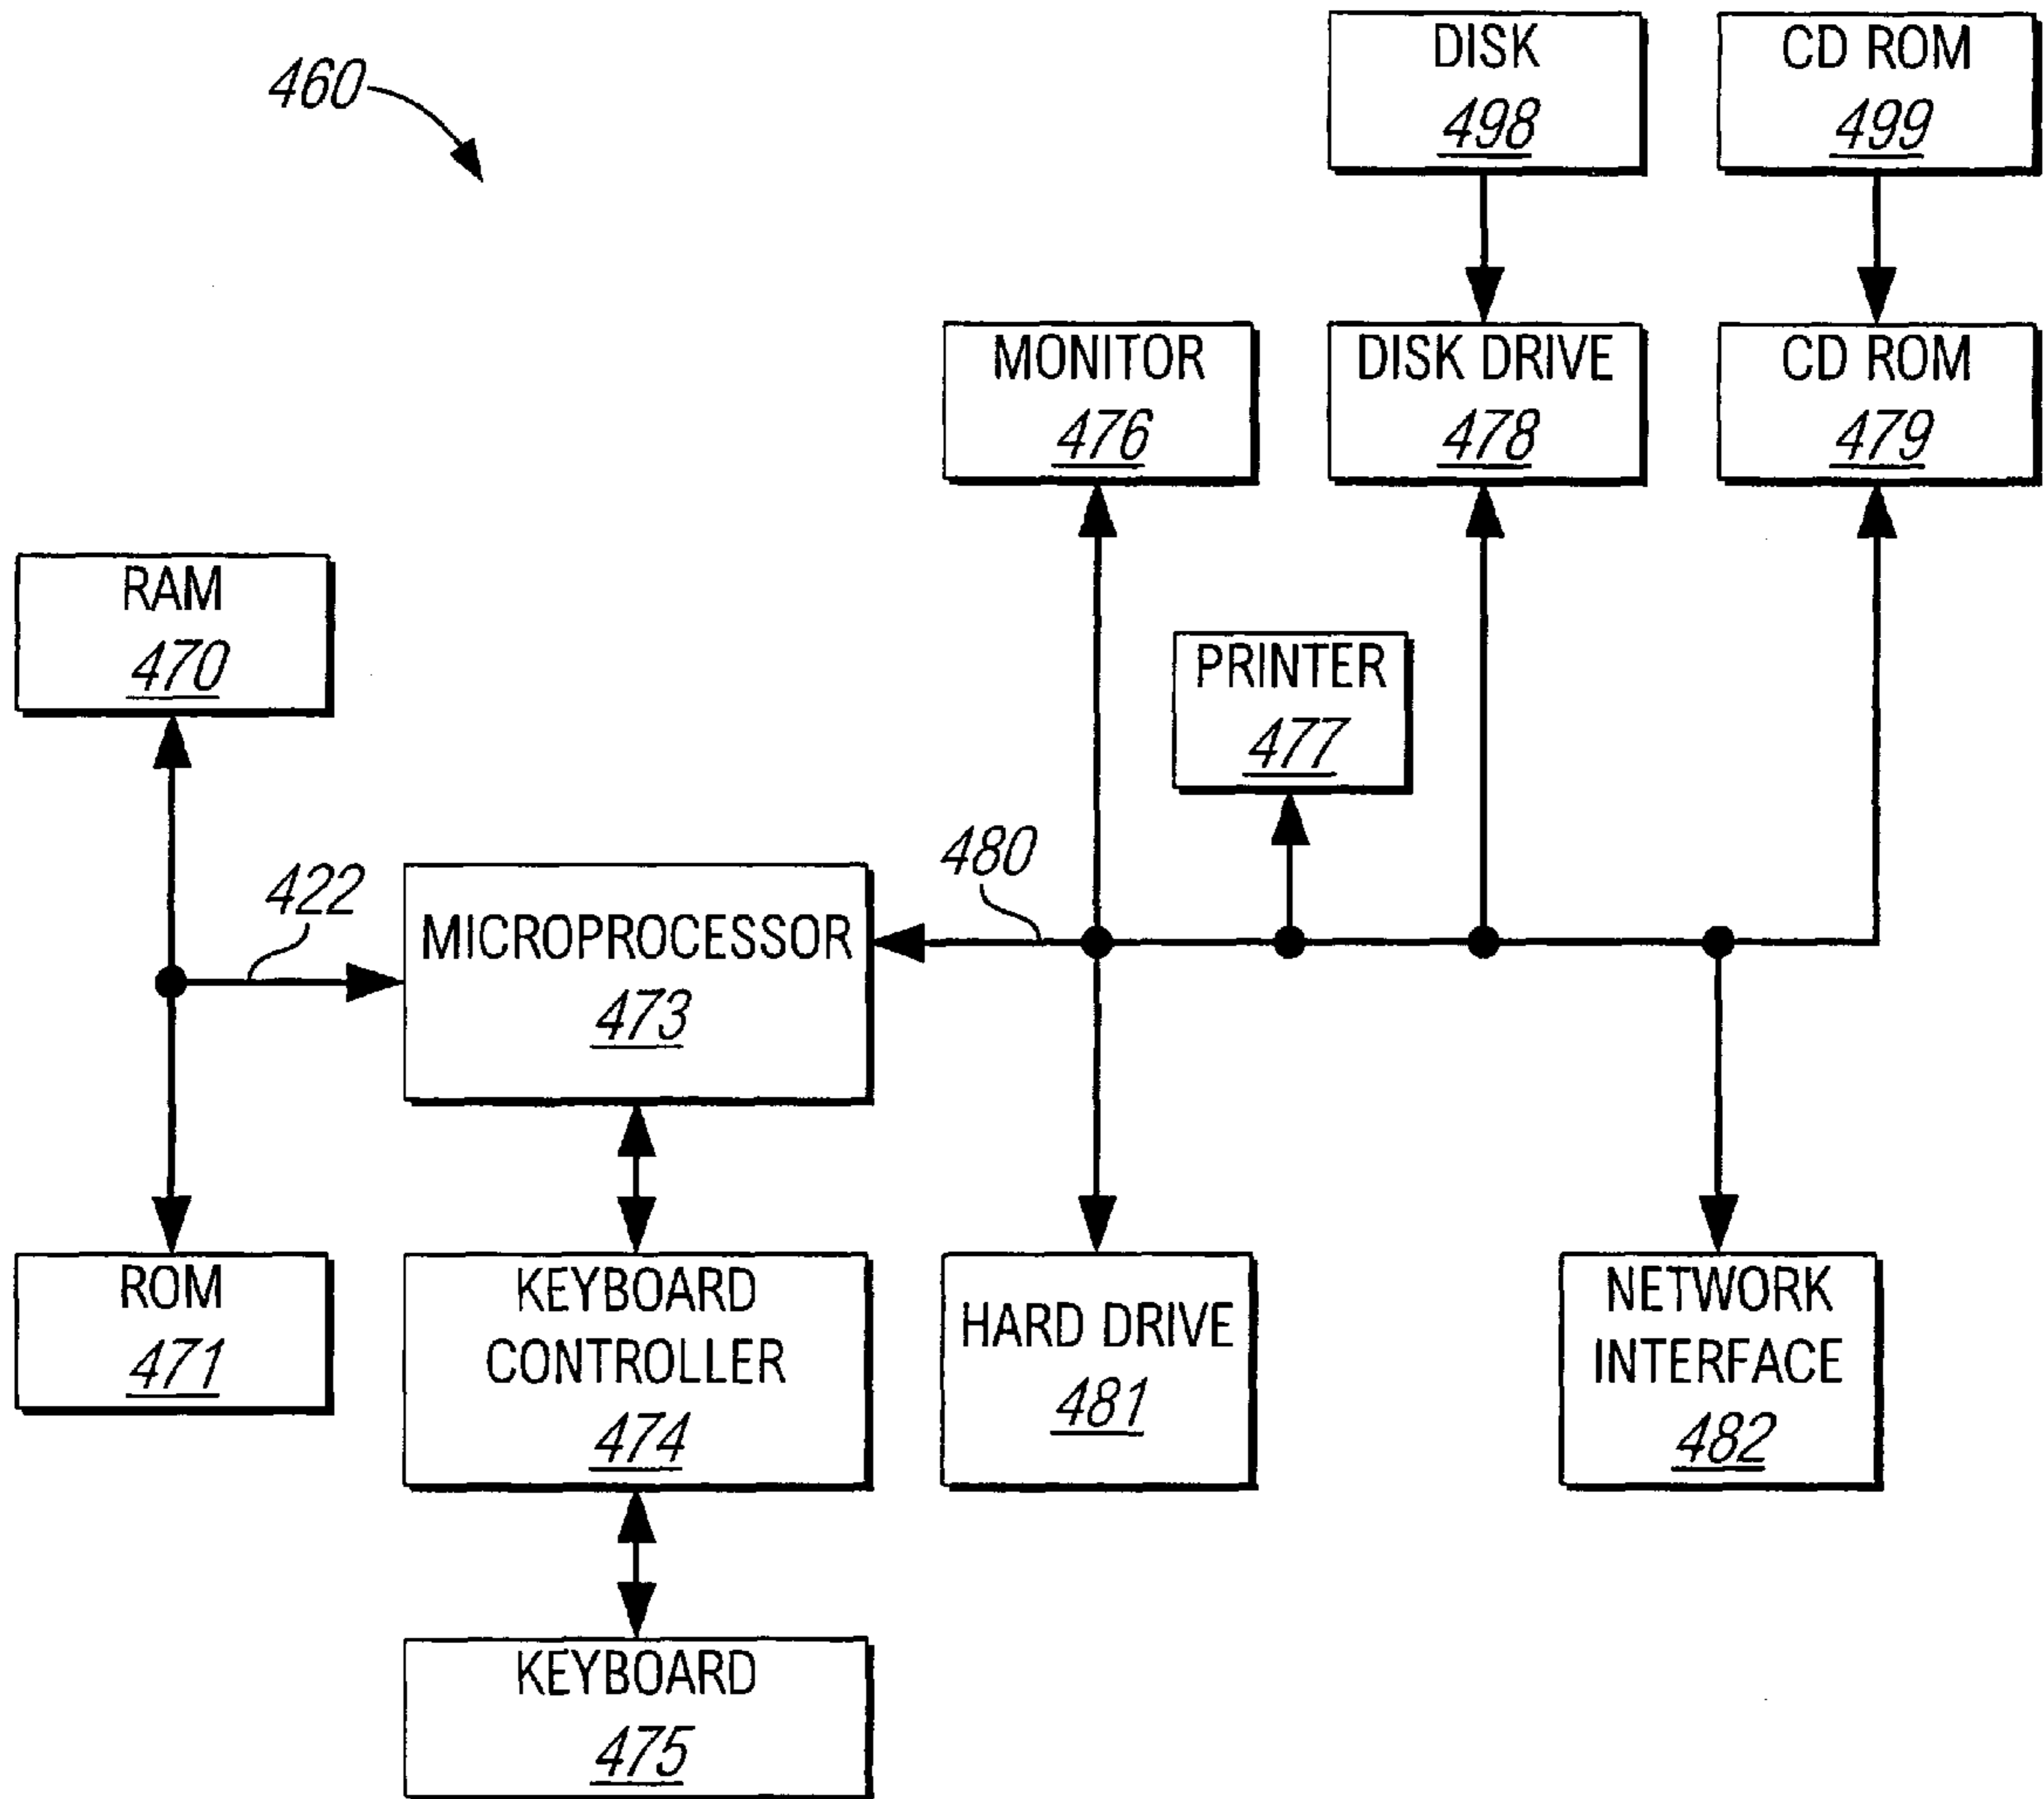 460
DISK
498
CD ROM
499
MONITOR
476
DISK DRIVE
478
CD ROM
479
RAM
470
PRINTER
477
422
MICROPROCESSOR
473
480
ROM
471
KEYBOARD
CONTROLLER
474
HARD DRIVE
481
NETWORK
INTERFACE
482
KEYBOARD
475